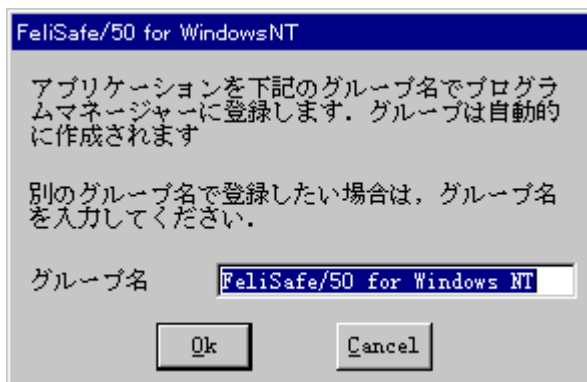 FeliSafe/50 for WindowsNT
アプリケーションを下記のグループ名でプログラ
ムマネージャーに登録します．グループは自動的
に作成されます
別のグループ名で登録したい場合は，グループ名
を入力してください．
グループ名 FeliSafe/50 for Windows NT
Ok Cancel